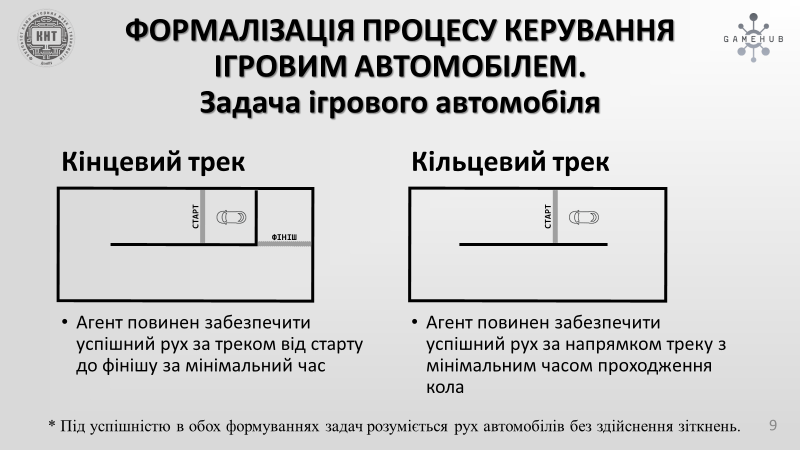 КНТ
GAMEHUB
ФОРМАЛІЗАЦІЯ ПРОЦЕСУ КЕРУВАННЯ
ІГРОВИМ АВТОМОБІЛЕМ.
Задача ігрового автомобіля
Кінцевий трек
СТАРТ
ФІНІШ
• Агент повинен забезпечити
успішний рух за треком від старту
до фінішу за мінімальний час
Кільцевий трек
СТАРТ
• Агент повинен забезпечити
успішний рух за напрямком треку з
мінімальним часом проходження
кола
* Під успішністю в обох формуваннях задач розуміється рух автомобілів без здійснення зіткнень.
9